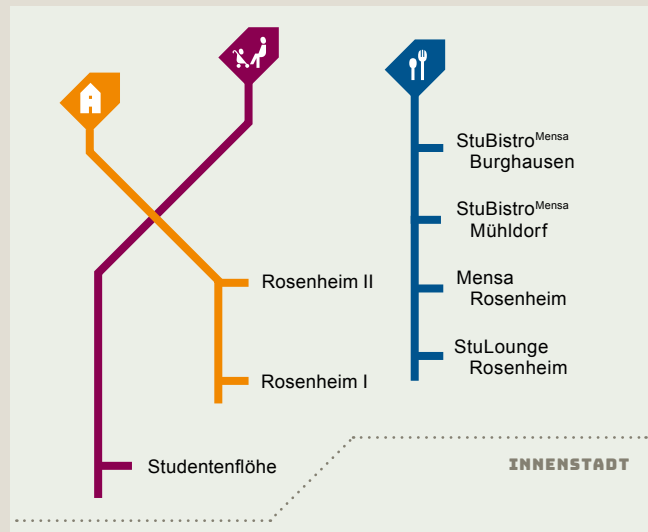 StuBistroMensa
Burghausen
StuBistroMensa
Mühldorf
Mensa
Rosenheim
StuLounge
Rosenheim
Rosenheim II
Rosenheim I
Studentenflöhe
INNENSTADT